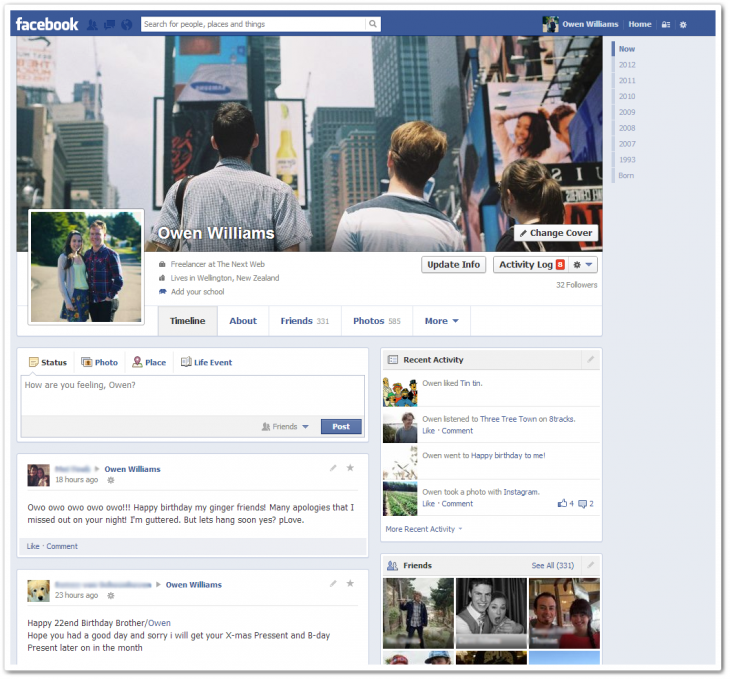 facebook
Search for people, places and things
Owen Williams
Home
Now
2012
2011
2010
2009
2008
2007
1993
Born
Owen Williams
Change Cover
Freelancer at The Next Web
Lives in Wellington, New Zealand
Add your school
Update Info
Activity Log 8
32 Followers
Timeline
About
Friends 331
Photos 585
More
Status
Photo
Place
Life Event
How are you feeling, Owen?
Friends
Post
Owen Williams
18 hours ago
Owo owo owo owo owo!!! Happy birthday my ginger friends! Many apologies that I
missed out on your night! I'm guttered. But lets hang soon yes? pLove.
Like · Comment
Owen Williams
23 hours ago
Happy 22end Birthday Brother/Owen
Hope you had a good day and sorry i will get your X-mas Pressent and B-day
Present later on in the month
Recent Activity
Owen liked Tin tin.
Owen listened to Three Tree Town on 8tracks.
Like · Comment
Owen went to Happy birthday to me!
Owen took a photo with Instagram.
Like · Comment
4
2
More Recent Activity
Friends
See All (331)